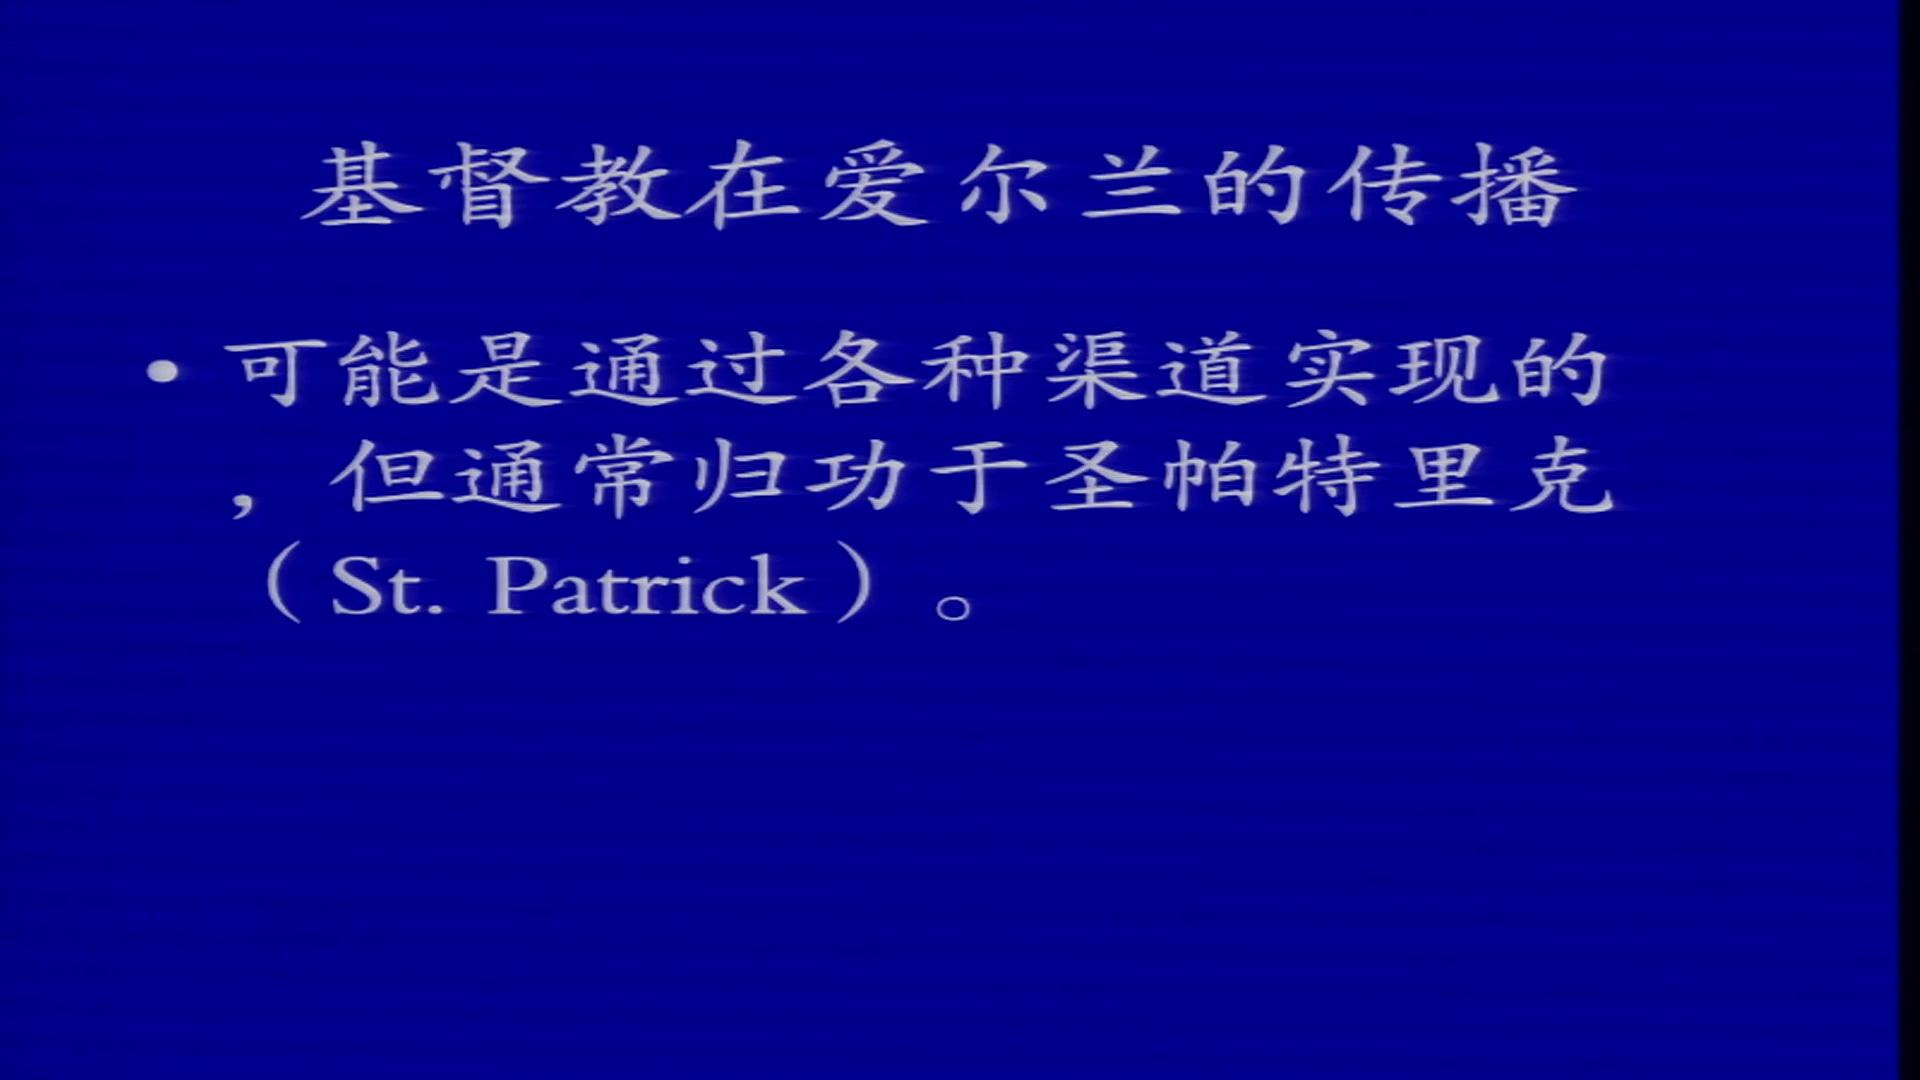 基督教在爱尔兰的传播
• 可能是通过各种渠道实现的
，但通常归功于圣帕特里克
（St. Patrick）。